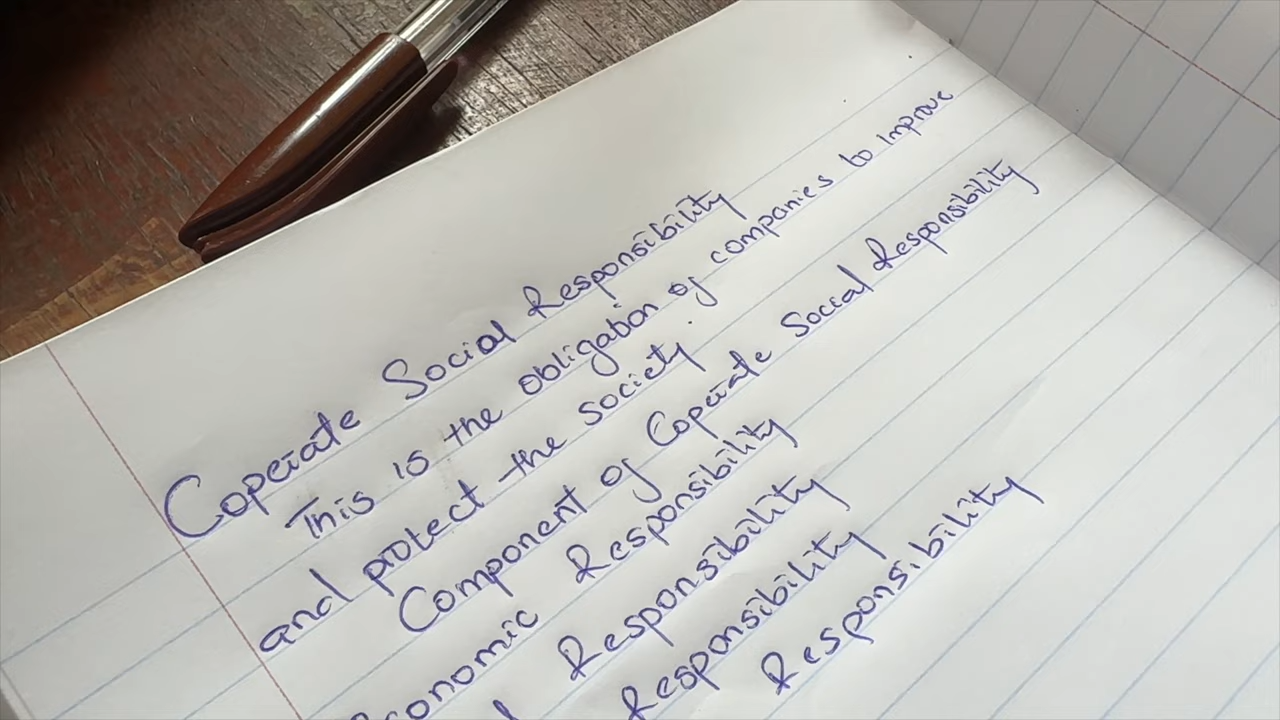 Coperate Social Responsibility
This is the obligation of companies to improve
and protect the society.
Component of Coperate Social Responsibility
Economic Responsibility
Responsibility
Responsibility
Responsibility